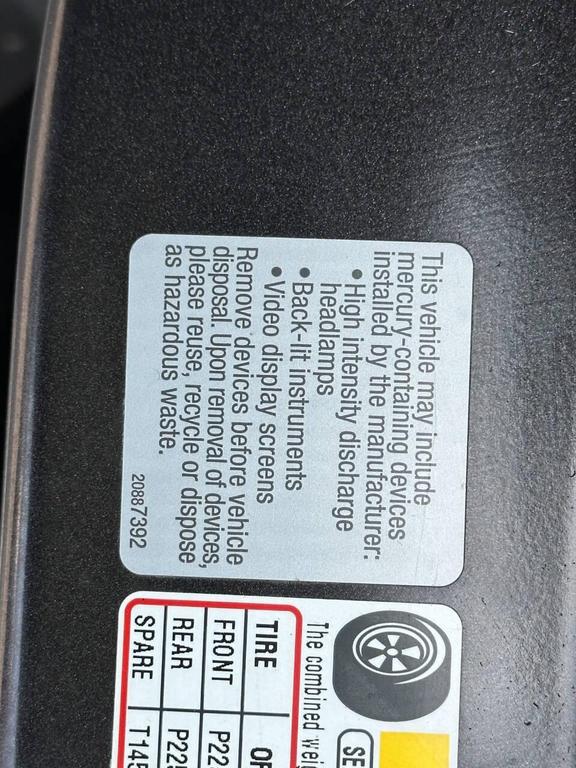 This vehicle may include
mercury-containing devices
installed by the manufacturer:
• High intensity discharge
headlamps
• Back-lit instruments
• Video display screens
Remove devices before vehicle
disposal. Upon removal of devices,
please reuse, recycle or dispose
as hazardous waste.
20887392
The combined
TIRE
FRONT
REAR
SPARE